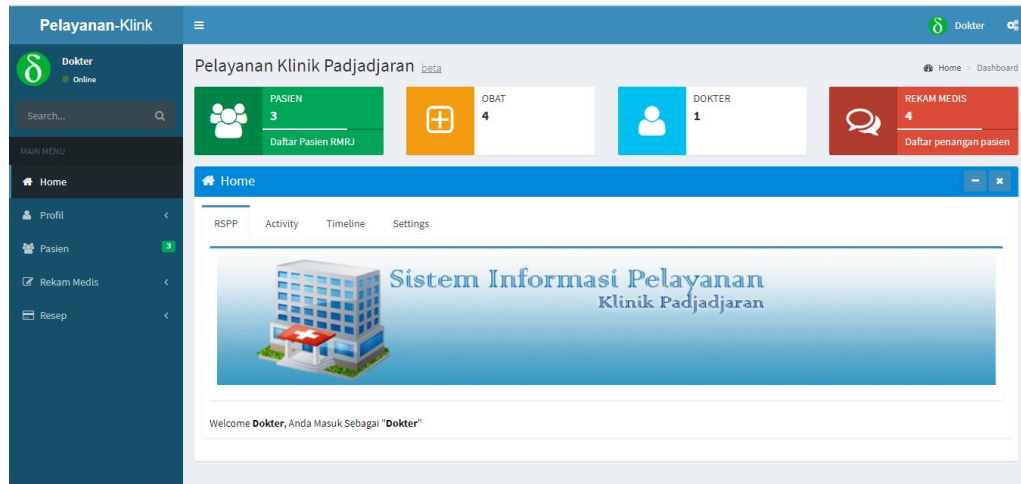 Pelayanan-Klink
Dokter
Dokter
Online
Search...
MAIN MENU
Home
Profil
Pasien
3
Rekam Medis
Resep
Pelayanan Klinik Padjadjaran beta
Home > Dashboard
PASIEN
3
Daftar Pasien RMRJ
OBAT
4
DOKTER
1
REKAM MEDIS
4
Daftar penangan pasien
Home
RSPP Activity Timeline Settings
Sistem Informasi Pelayanan
Klinik Padjadjaran
Welcome Dokter, Anda Masuk Sebagai "Dokter"